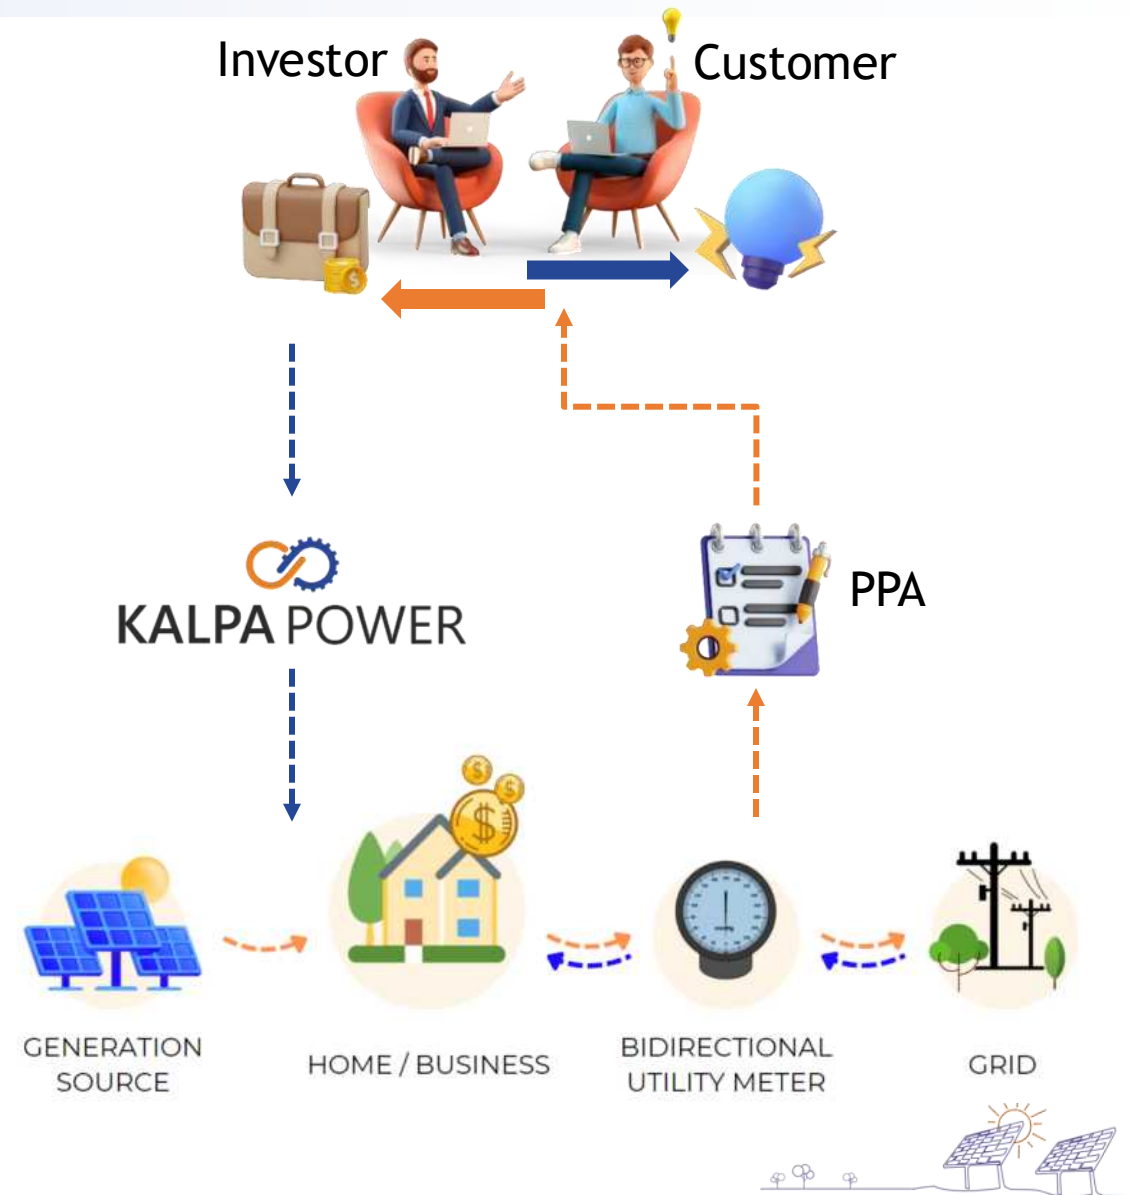 Investor
Customer
KALPA POWER
PPA
GENERATION
SOURCE
HOME / BUSINESS
BIDIRECTIONAL
UTILITY METER
GRID